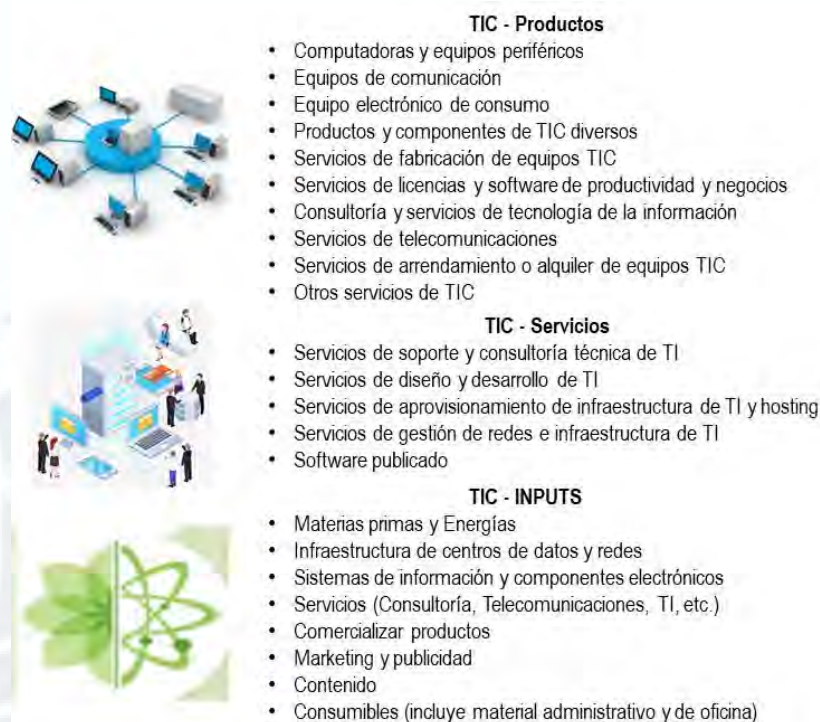 TIC - Productos
• Computadoras y equipos periféricos
• Equipos de comunicación
• Equipo electrónico de consumo
• Productos y componentes de TIC diversos
• Servicios de fabricación de equipos TIC
• Servicios de licencias y software de productividad y negocios
• Consultoría y servicios de tecnología de la información
• Servicios de telecomunicaciones
• Servicios de arrendamiento o alquiler de equipos TIC
• Otros servicios de TIC
TIC - Servicios
• Servicios de soporte y consultoría técnica de TI
• Servicios de diseño y desarrollo de TI
• Servicios de aprovisionamiento de infraestructura de TI y hosting
• Servicios de gestión de redes e infraestructura de TI
• Software publicado
TIC - INPUTS
• Materias primas y Energías
• Infraestructura de centros de datos y redes
• Sistemas de información y componentes electrónicos
• Servicios (Consultoría, Telecomunicaciones, TI, etc.)
• Comercializar productos
• Marketing y publicidad
• Contenido
• Consumibles (incluye material administrativo y de oficina)